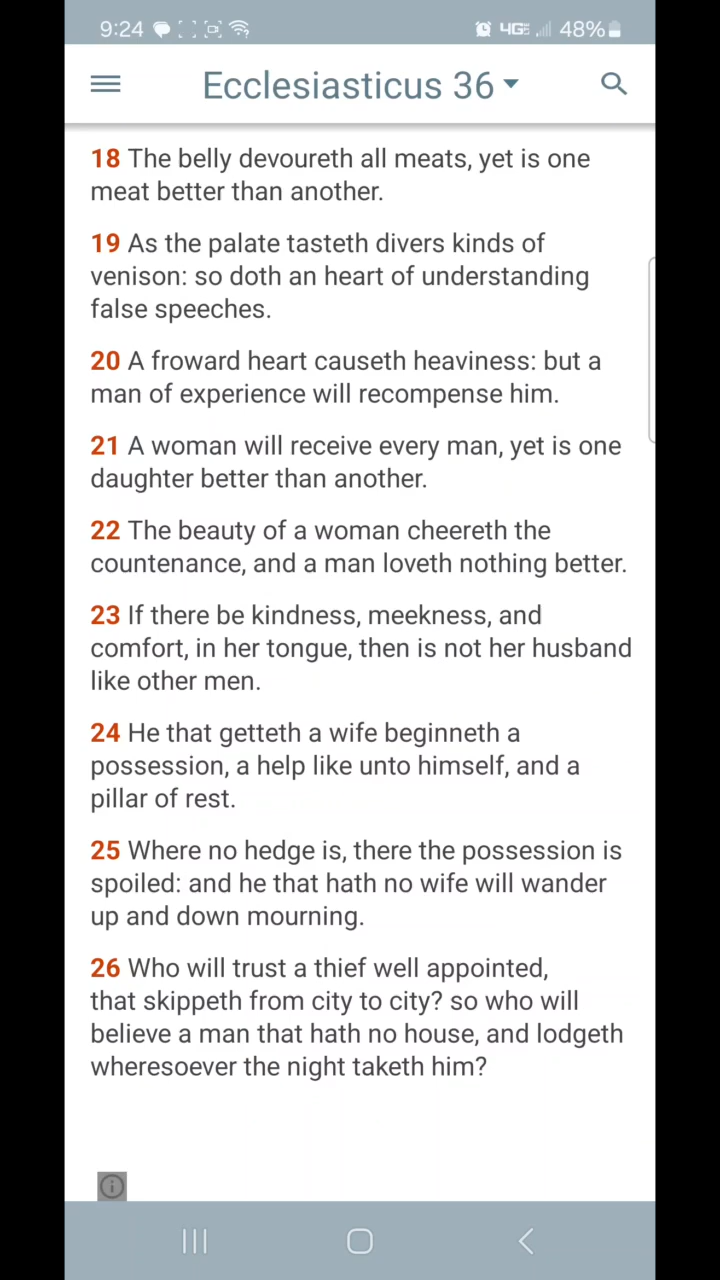 9:24 4GE 48%
Ecclesiasticus 36
18 The belly devoureth all meats, yet is one
meat better than another.
19 As the palate tasteth divers kinds of
venison: so doth an heart of understanding
false speeches.
20 A froward heart causeth heaviness: but a
man of experience will recompense him.
21 A woman will receive every man, yet is one
daughter better than another.
22 The beauty of a woman cheereth the
countenance, and a man loveth nothing better.
23 If there be kindness, meekness, and
comfort, in her tongue, then is not her husband
like other men.
24 He that getteth a wife beginneth a
possession, a help like unto himself, and a
pillar of rest.
25 Where no hedge is, there the possession is
spoiled: and he that hath no wife will wander
up and down mourning.
26 Who will trust a thief well appointed,
that skippeth from city to city? so who will
believe a man that hath no house, and lodgeth
wheresoever the night taketh him?